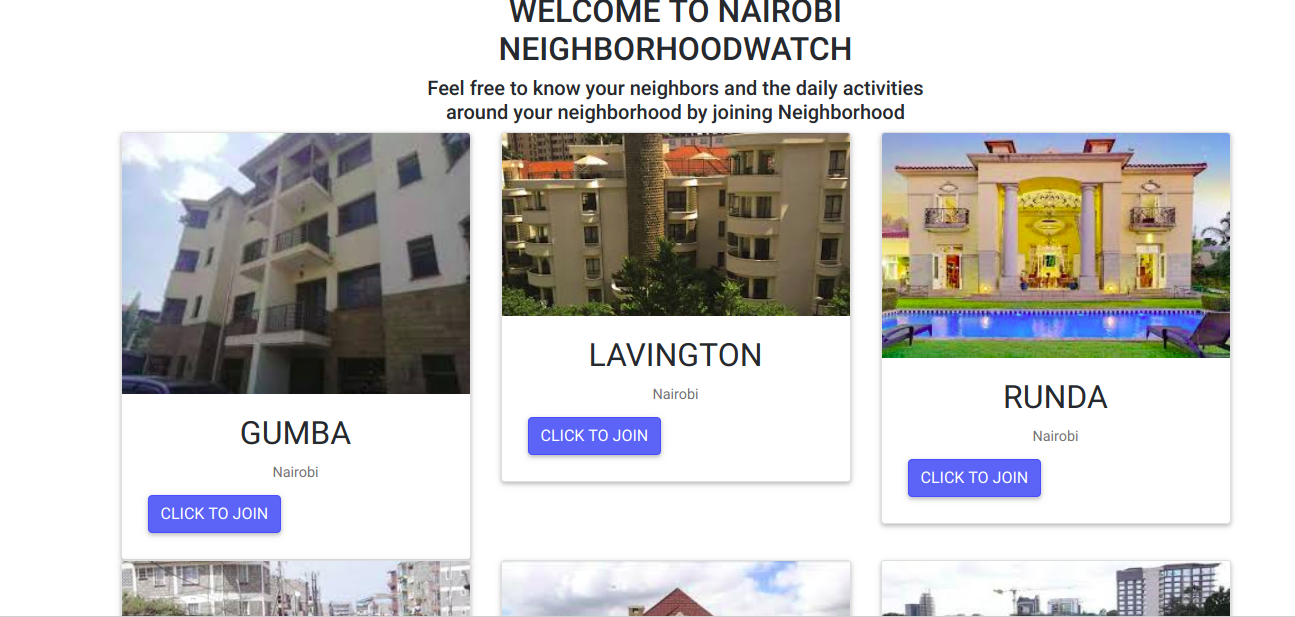 WELCOME TO NAIROBI
NEIGHBORHOODWATCH
Feel free to know your neighbors and the daily activities
around your neighborhood by joining Neighborhood
GUMBA
Nairobi
CLICK TO JOIN
LAVINGTON
Nairobi
CLICK TO JOIN
RUNDA
Nairobi
CLICK TO JOIN